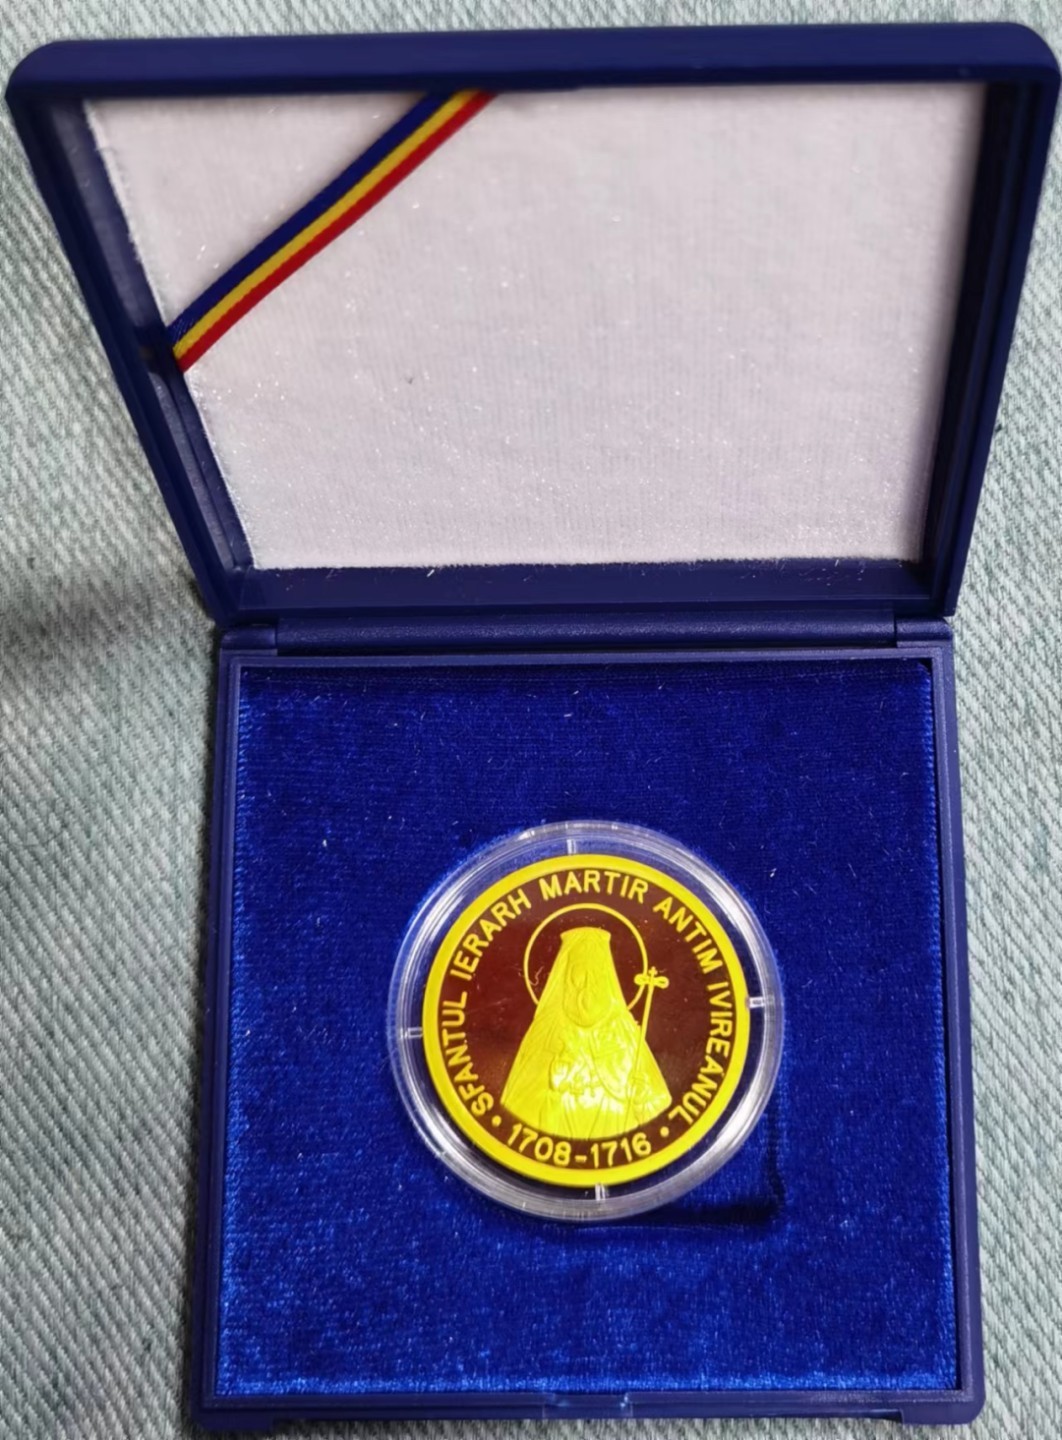 SFANTUL IERARH MARTIR ANTIM IVIREANUL
• 1708-1716 •